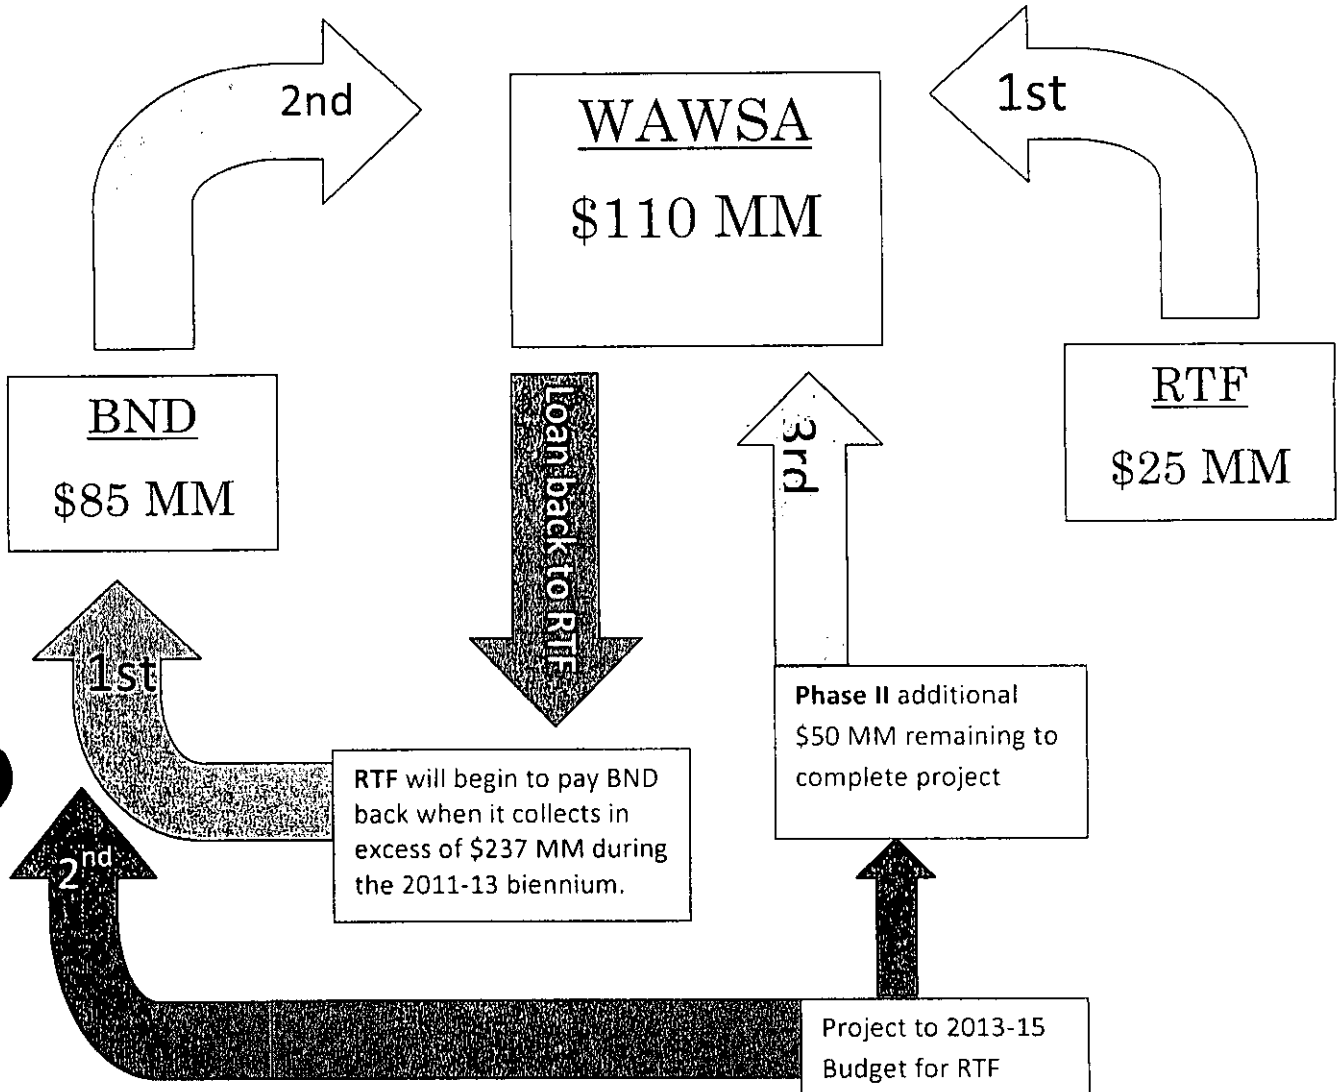 2nd
WAWSA
$110 MM
1st
BND
$85 MM
RTF
$25 MM
Loan back to RTF
3rd
1st
Phase II additional
$50 MM remaining to
complete project
RTF will begin to pay BND
back when it collects in
excess of $237 MM during
the 2011-13 biennium.
2nd
Project to 2013-15
Budget for RTF